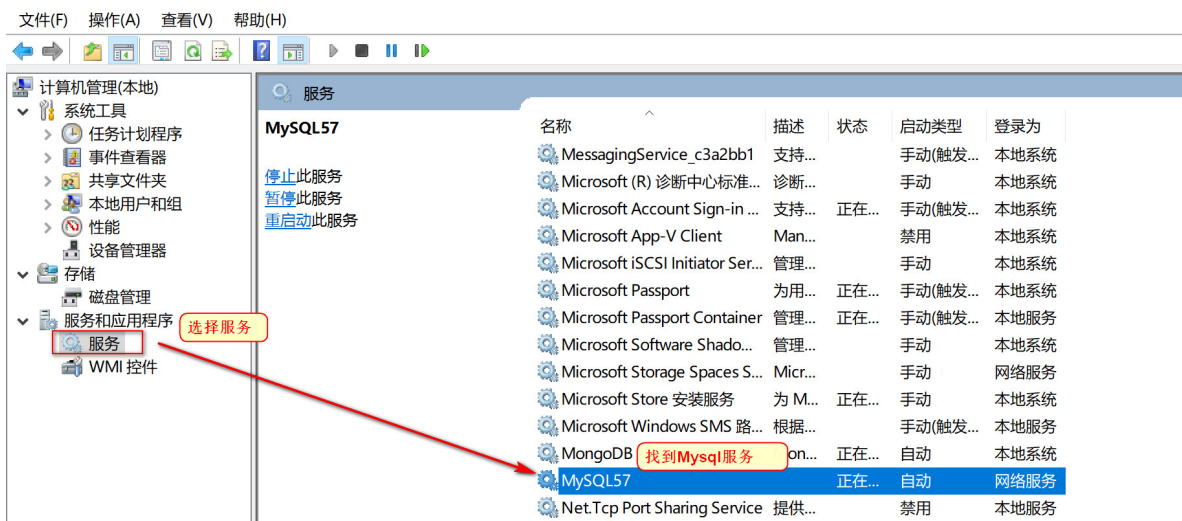 文件(F) 操作(A) 查看(V) 帮助(H)
计算机管理(本地)
系统工具
任务计划程序
事件查看器
共享文件夹
本地用户和组
性能
设备管理器
存储
磁盘管理
服务和应用程序
选择服务
服务
WMI 控件
服务
MySQL57
停止此服务
暂停此服务
重启动此服务
名称 描述 状态 启动类型 登录为
MessagingService_c3a2bb1 支持... 手动(触发... 本地系统
Microsoft (R) 诊断中心标准... 诊断... 手动 本地系统
Microsoft Account Sign-in ... 支持... 正在... 手动(触发... 本地系统
Microsoft App-V Client Man... 禁用 本地系统
Microsoft iSCSI Initiator Ser... 管理... 手动 本地系统
Microsoft Passport 为用... 正在... 手动(触发... 本地系统
Microsoft Passport Container 管理... 正在... 手动(触发... 本地服务
Microsoft Software Shado... 管理... 手动 本地系统
Microsoft Storage Spaces S... Micr... 手动 网络服务
Microsoft Store 安装服务 为 M... 正在... 手动 本地系统
Microsoft Windows SMS 路... 根据... 手动(触发... 本地服务
MongoDB 找到Mysql服务 on... 正在... 自动 本地系统
MySQL57 正在... 自动 网络服务
Net.Tcp Port Sharing Service 提供... 禁用 本地服务